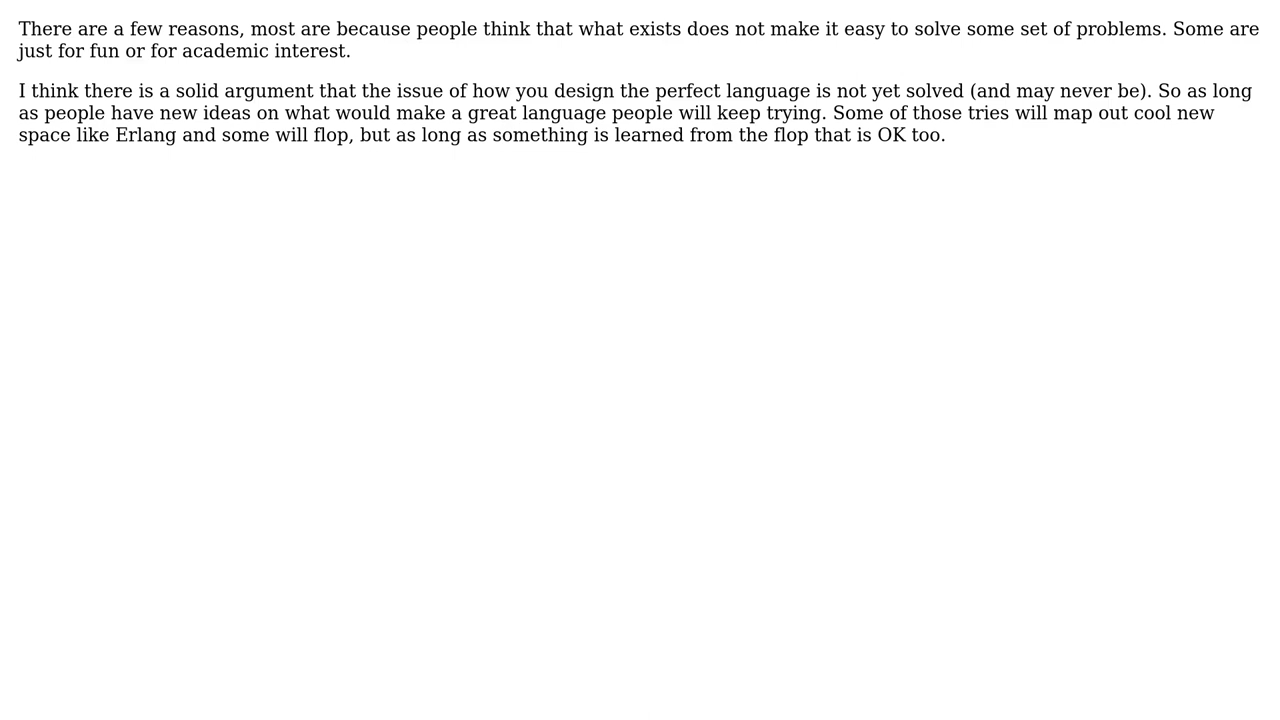 There are a few reasons, most are because people think that what exists does not make it easy to solve some set of problems. Some are
just for fun or for academic interest.
I think there is a solid argument that the issue of how you design the perfect language is not yet solved (and may never be). So as long
as people have new ideas on what would make a great language people will keep trying. Some of those tries will map out cool new
space like Erlang and some will flop, but as long as something is learned from the flop that is OK too.